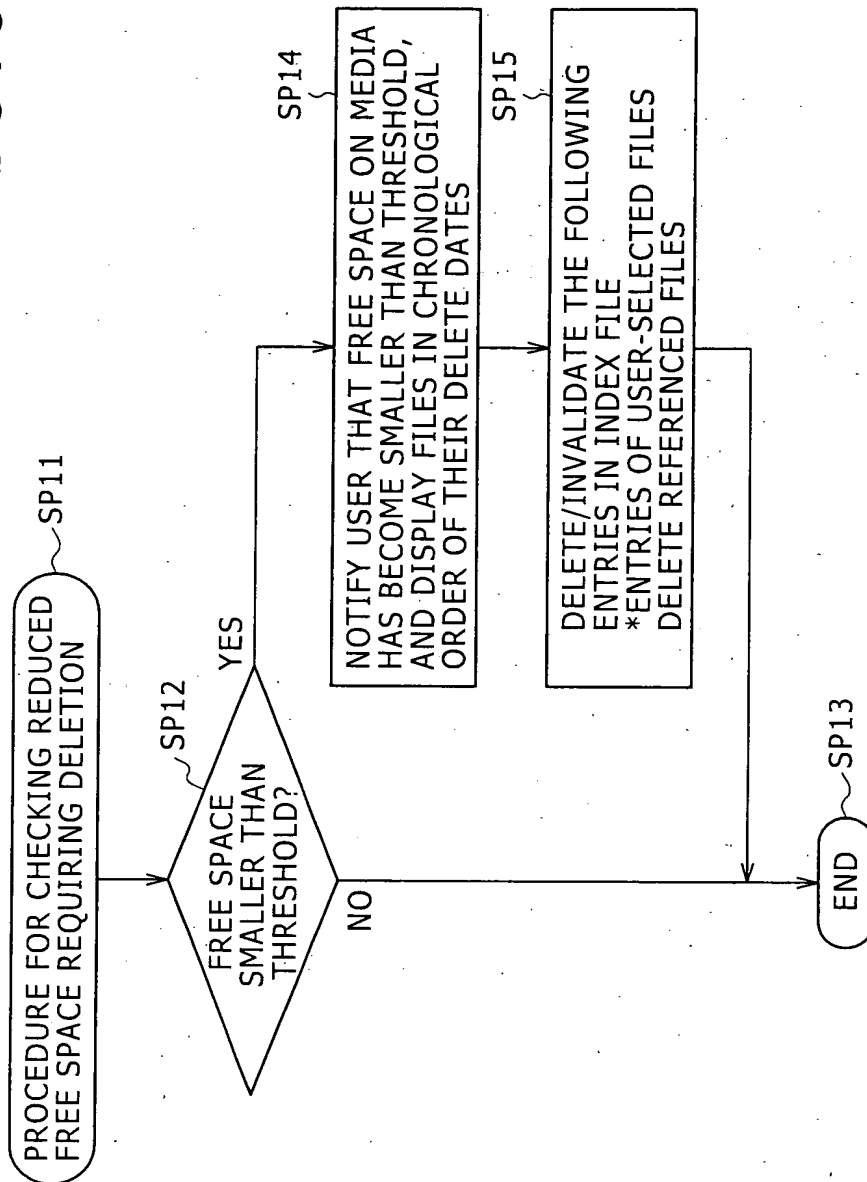 PROCEDURE FOR CHECKING REDUCED
FREE SPACE REQUIRING DELETION
SP11
SP12
FREE SPACE
SMALLER THAN
THRESHOLD?
YES
NO
SP14
NOTIFY USER THAT FREE SPACE ON MEDIA
HAS BECOME SMALLER THAN THRESHOLD,
AND DISPLAY FILES IN CHRONOLOGICAL
ORDER OF THEIR DELETE DATES
SP15
DELETE/INVALIDATE THE FOLLOWING
ENTRIES IN INDEX FILE
*ENTRIES OF USER-SELECTED FILES
DELETE REFERENCED FILES
END
SP13